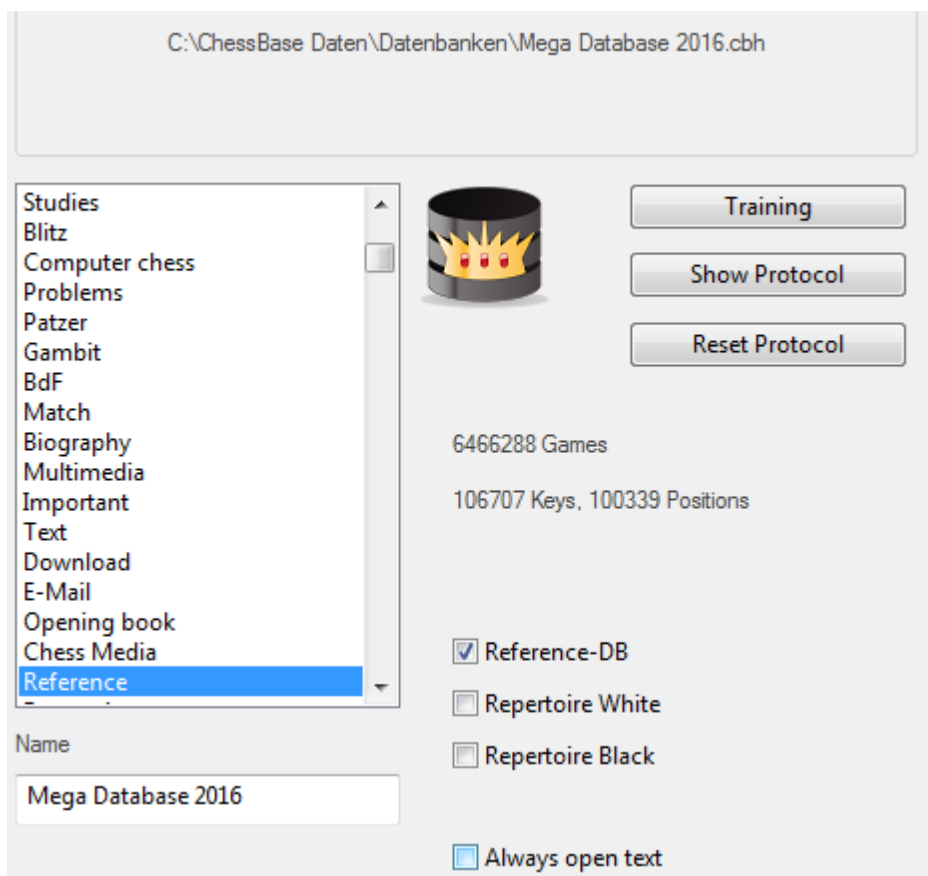 C:\ChessBase Daten\Datenbanken\Mega Database 2016.cbh
Studies
Blitz
Computer chess
Problems
Patzer
Gambit
BdF
Match
Biography
Multimedia
Important
Text
Download
E-Mail
Opening book
Chess Media
Reference
Name
Mega Database 2016
Training
Show Protocol
Reset Protocol
6466288 Games
106707 Keys, 100339 Positions
Reference-DB
Repertoire White
Repertoire Black
Always open text